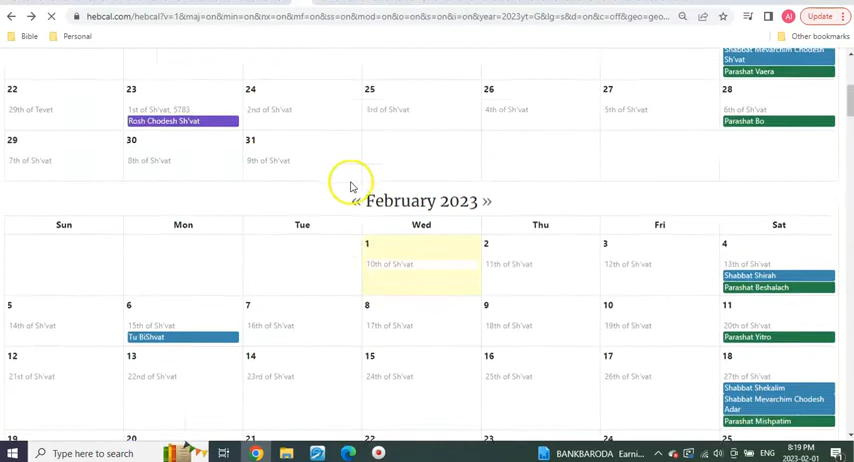 hebcal.com/hebcal?v=1&maj=on&min=on&nx=on&mf=on&ss=on&mod=on&o=on&s=on&i=on&year=2023yt=G&lg=s&d=on&c=off&geo=geo...
AI
Update
Bible
Personal
Other bookmarks
Shabbat Mevarchim Chodesh
Sh'vat
Parashat Vaera
22 23 24 25 26 27 28
29th of Tevet 1st of Sh'vat, 5783 2nd of Sh'vat 3rd of Sh'vat 4th of Sh'vat 5th of Sh'vat 6th of Sh'vat
Rosh Chodesh Sh'vat Parashat Bo
29 30 31
7th of Sh'vat 8th of Sh'vat 9th of Sh'vat
« February 2023 »
Sun Mon Tue Wed Thu Fri Sat
1 2 3 4
10th of Sh'vat 11th of Sh'vat 12th of Sh'vat 13th of Sh'vat
Shabbat Shirah
Parashat Beshalach
5 6 7 8 9 10 11
14th of Sh'vat 15th of Sh'vat 16th of Sh'vat 17th of Sh'vat 18th of Sh'vat 19th of Sh'vat 20th of Sh'vat
Tu BiShvat Parashat Yitro
12 13 14 15 16 17 18
21st of Sh'vat 22nd of Sh'vat 23rd of Sh'vat 24th of Sh'vat 25th of Sh'vat 26th of Sh'vat 27th of Sh'vat
Shabbat Shekalim
Shabbat Mevarchim Chodesh
Adar
Parashat Mishpatim
19 20 21 22 23 24 25
Type here to search
BANKBARODA Earni...
ENG
8:19 PM
2023-02-01